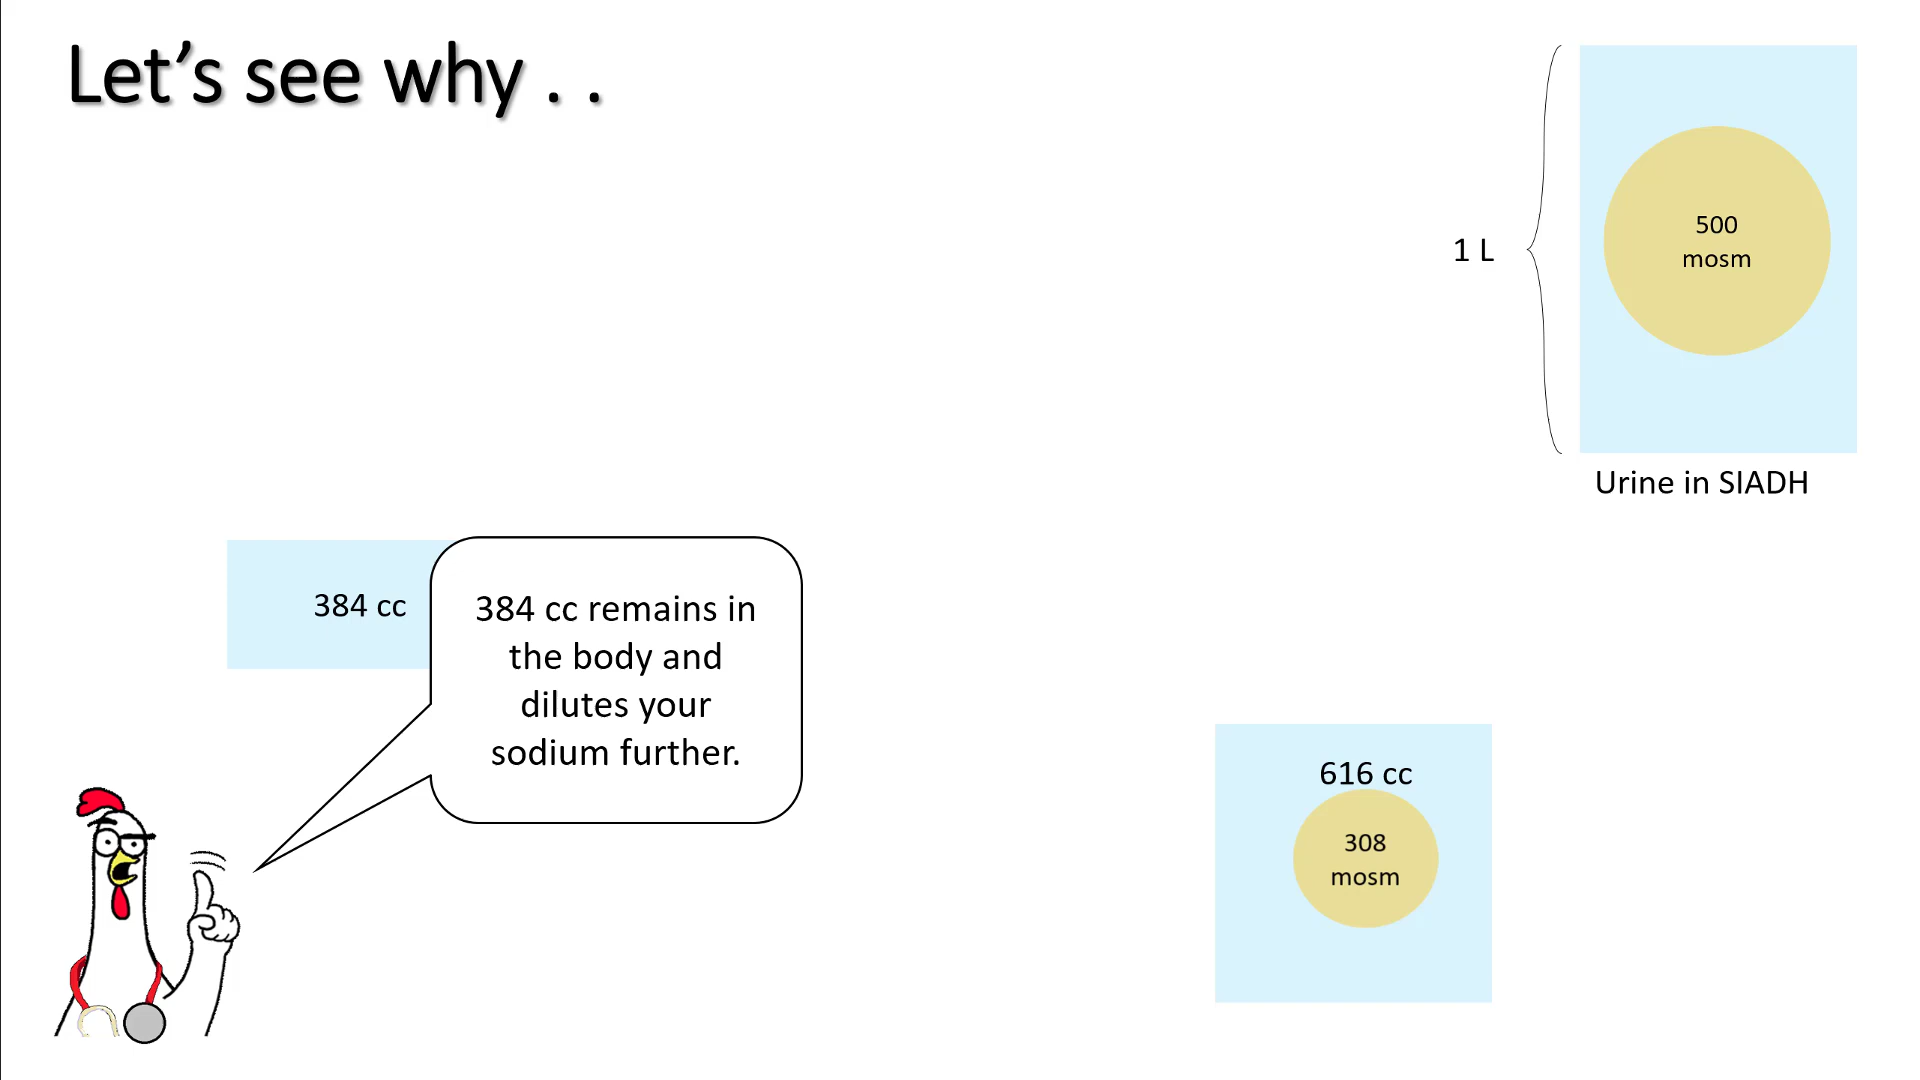 Let’s see why . .
1 L
500
mosm
Urine in SIADH
384 cc
384 cc remains in
the body and
dilutes your
sodium further.
616 cc
308
mosm